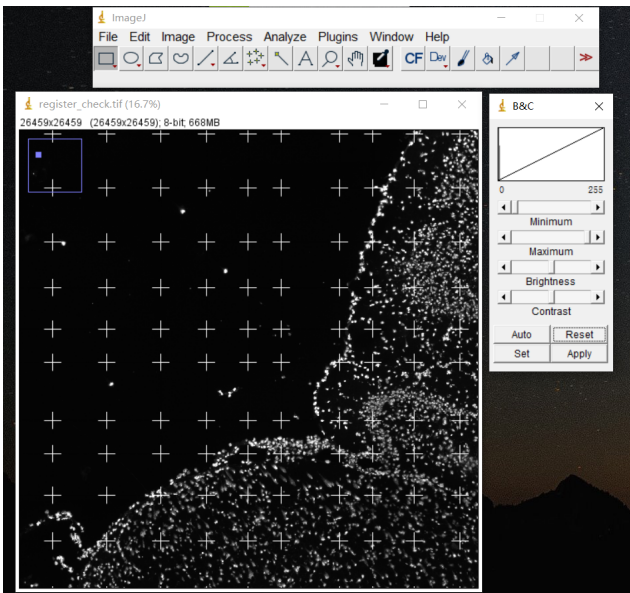 ImageJ
File Edit Image Process Analyze Plugins Window Help
A CF Dev
register_check.tif (16.7%)
26459x26459 (26459x26459); 8-bit; 668MB
B&C
0 255
Minimum
Maximum
Brightness
Contrast
Auto Reset
Set Apply